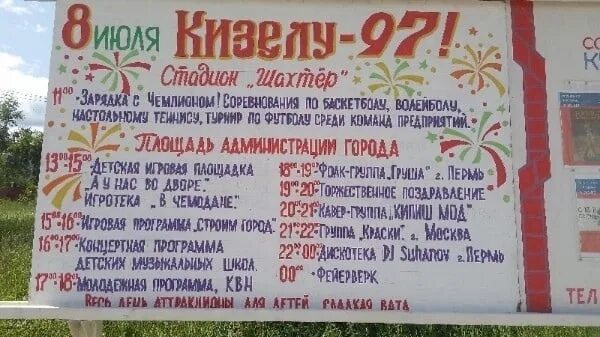 8 ИЮЛЯ КИЗЕЛУ-97!
СТАДИОН "ШАХТЁР"
11⁰⁰-ЗАРЯДКА С ЧЕМПИОНОМ! СОРЕВНОВАНИЯ ПО БАСКЕТБОЛУ, ВОЛЕЙБОЛУ,
НАСТОЛЬНОМУ ТЕННИСУ, ТУРНИР ПО ФУТБОЛУ СРЕДИ КОМАНД ПРЕДПРИЯТИЙ.
ПЛОЩАДЬ АДМИНИСТРАЦИИ ГОРОДА
13⁰⁰-15⁰⁰-ДЕТСКАЯ ИГРОВАЯ ПЛОЩАДКА
"А У НАС ВО ДВОРЕ."
ИГРОТЕКА "В ЧЕМОДАНЕ."
15⁰⁰-16⁰⁰-ИГРОВАЯ ПРОГРАММА "СТРОИМ ГОРОД."
16⁰⁰-17⁰⁰-КОНЦЕРТНАЯ ПРОГРАММА
ДЕТСКИХ МУЗЫКАЛЬНЫХ ШКОЛ.
17⁰⁰-18⁰⁰-МОЛОДЕЖНАЯ ПРОГРАММА, КВН
18⁰⁰-19⁰⁰-ФОЛК-ГРУППА "ГРУША" г. ПЕРМЬ
19⁰⁰-20⁰⁰-ТОРЖЕСТВЕННОЕ ПОЗДРАВЛЕНИЕ
20⁰⁰-21⁰⁰-КАВЕР-ГРУППА "КИПИШ МОД"
21⁰⁰-22⁰⁰-ГРУППА "КРАСКИ" г. МОСКВА
22⁰⁰-00⁰⁰-ДИСКОТЕКА DJ Suhanov г. ПЕРМЬ
00⁰⁰-ФЕЙЕРВЕРК
ВЕСЬ ДЕНЬ АТТРАКЦИОНЫ ДЛЯ ДЕТЕЙ, СЛАДКАЯ ВАТА
СО
КУ
ТЕЛ